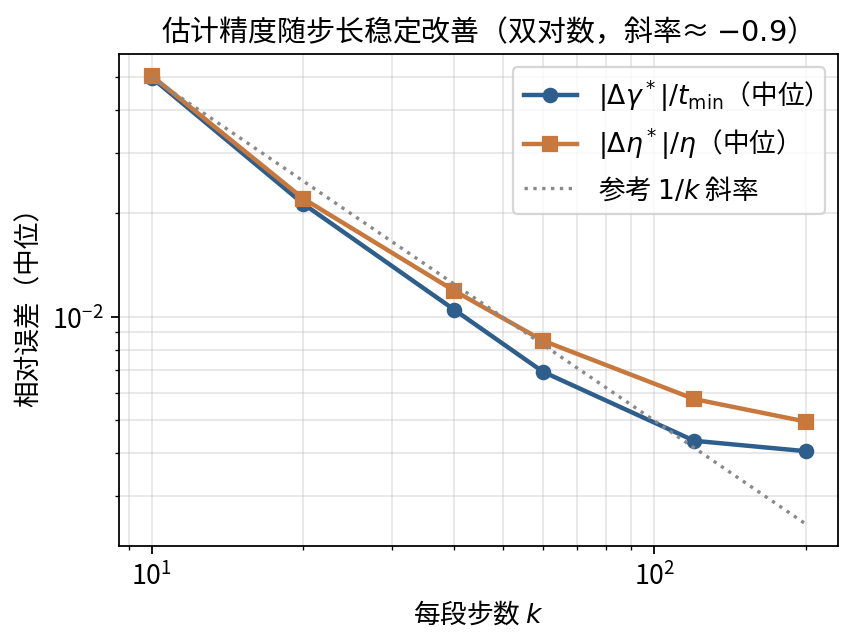 估计精度随步长稳定改善（双对数，斜率≈ −0.9）
|Δγ*|/t_min（中位）
|Δη*|/η（中位）
参考 1/k 斜率
相对误差（中位）
10⁻²
10¹
10²
每段步数 k